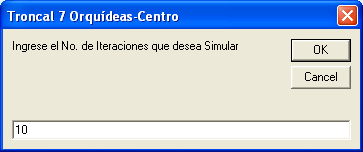 Troncal 7 Orquídeas-Centro
Ingrese el No. de Iteraciones que desea Simular
OK
Cancel
10